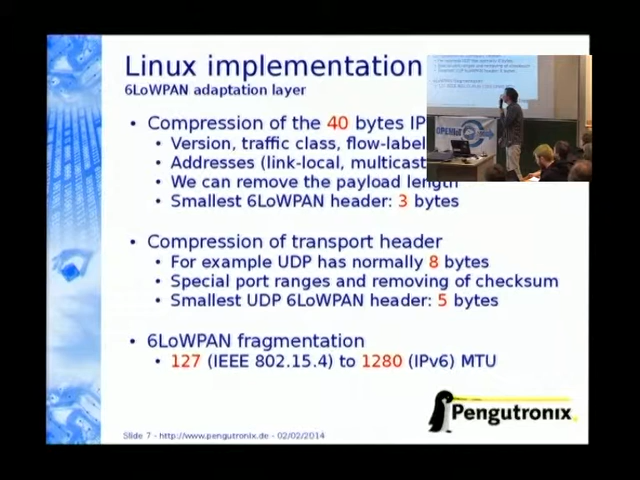 Linux implementation
6LoWPAN adaptation layer
• Compression of the 40 bytes IP
• Version, traffic class, flow-label
• Addresses (link-local, multicast
• We can remove the payload length
• Smallest 6LoWPAN header: 3 bytes
• Compression of transport header
• For example UDP has normally 8 bytes
• Special port ranges and removing of checksum
• Smallest UDP 6LoWPAN header: 5 bytes
• 6LoWPAN fragmentation
• 127 (IEEE 802.15.4) to 1280 (IPv6) MTU
Pengutronix
Slide 7 - http://www.pengutronix.de - 02/02/2014